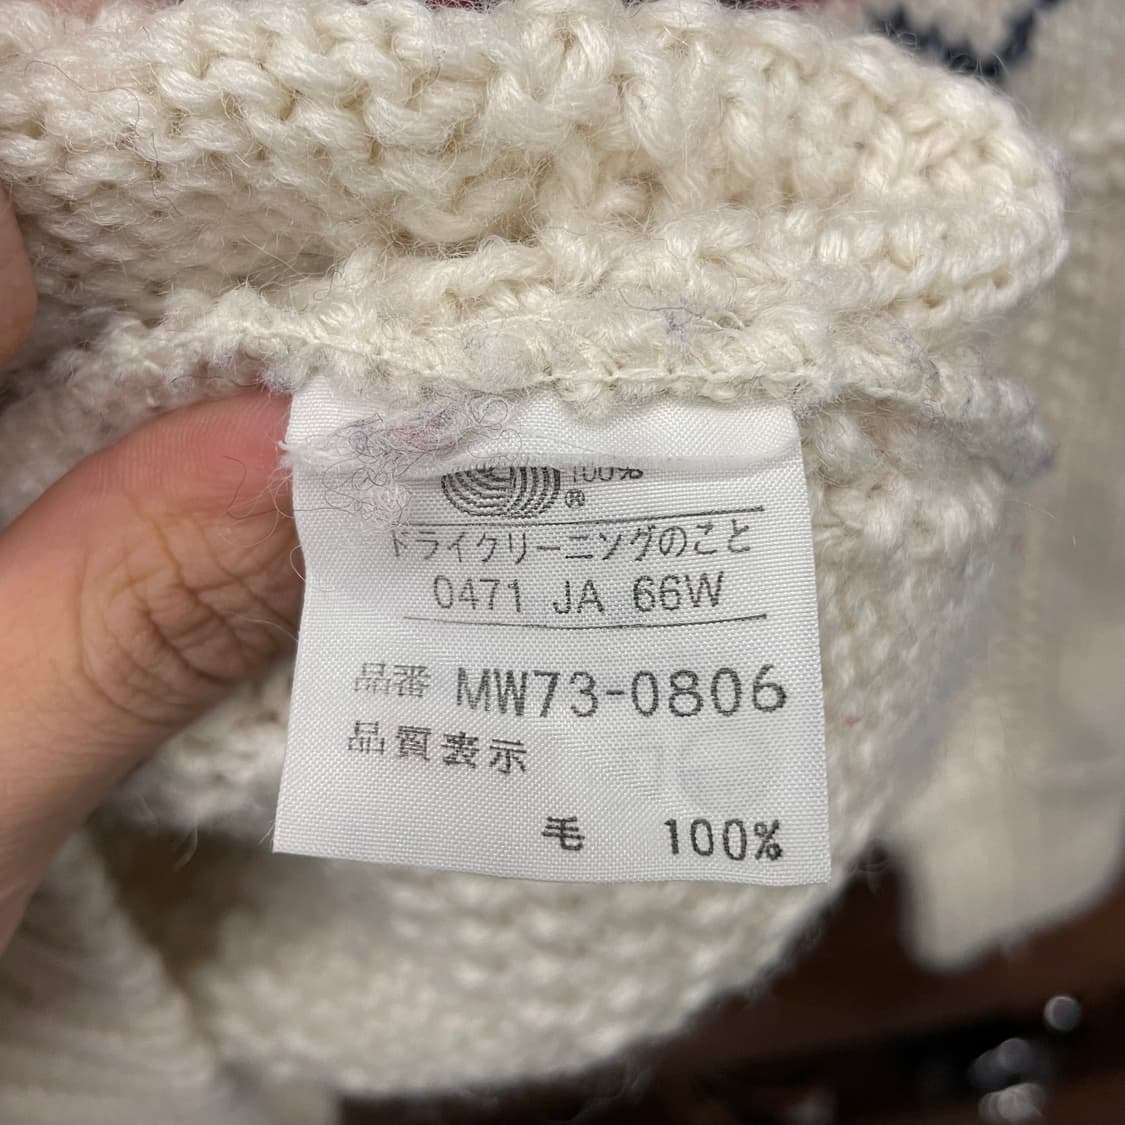 100%
®
ドライクリーニングのこと
0471 JA 66W
品番 MW73-0806
品質表示
毛 100%